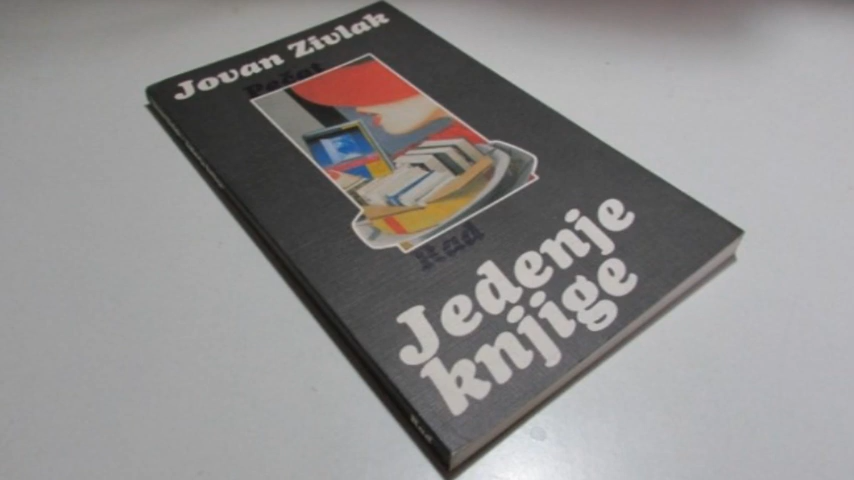 Jovan Zivlak
Pečat
Rad
Jedenje
knjige
Rad